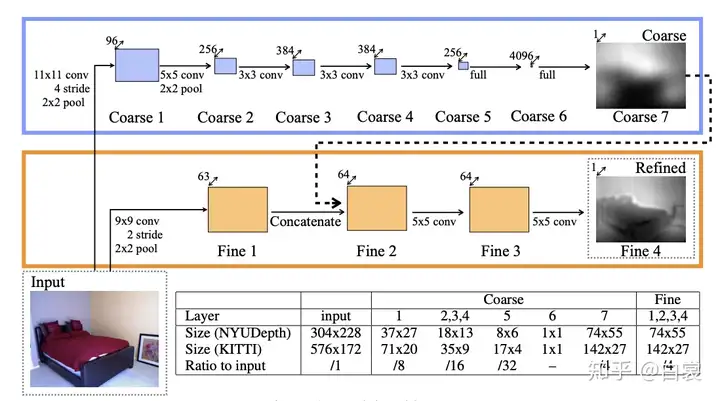 96
256
384
384
256
4096
1
Coarse
11x11 conv
4 stride
2x2 pool
5x5 conv
2x2 pool
3x3 conv
3x3 conv
3x3 conv
full
full
Coarse 1
Coarse 2
Coarse 3
Coarse 4
Coarse 5
Coarse 6
Coarse 7
63
64
64
1
Refined
9x9 conv
2 stride
2x2 pool
Concatenate
5x5 conv
5x5 conv
Fine 1
Fine 2
Fine 3
Fine 4
Input
Coarse Fine
Layer input 1 2,3,4 5 6 7 1,2,3,4
Size (NYUDepth) 304x228 37x27 18x13 8x6 1x1 74x55 74x55
Size (KITTI) 576x172 71x20 35x9 17x4 1x1 142x27 142x27
Ratio to input /1 /8 /16 /32 – /4 /4
知乎 @白裳